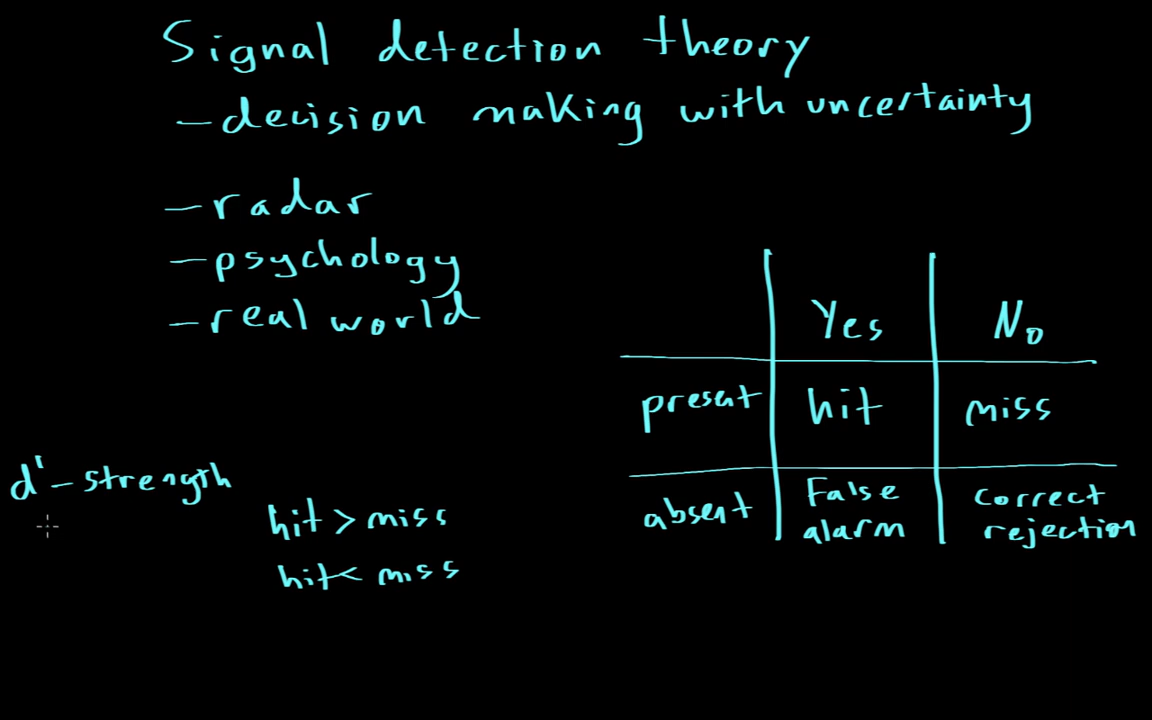 Signal detection theory
- decision making with uncertainty
- radar
- psychology
- real world
Yes No
present hit miss
absent False alarm correct rejection
d' - strength
hit > miss
hit < miss